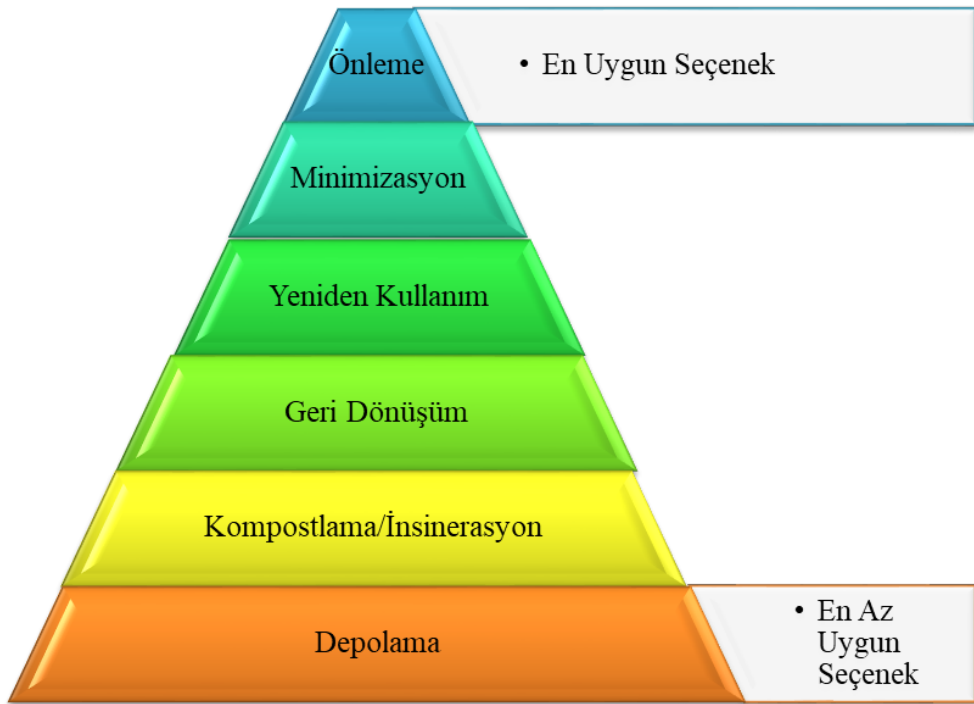 Önleme
• En Uygun Seçenek
Minimizasyon
Yeniden Kullanım
Geri Dönüşüm
Kompostlama/İnsinerasyon
Depolama
• En Az
Uygun
Seçenek